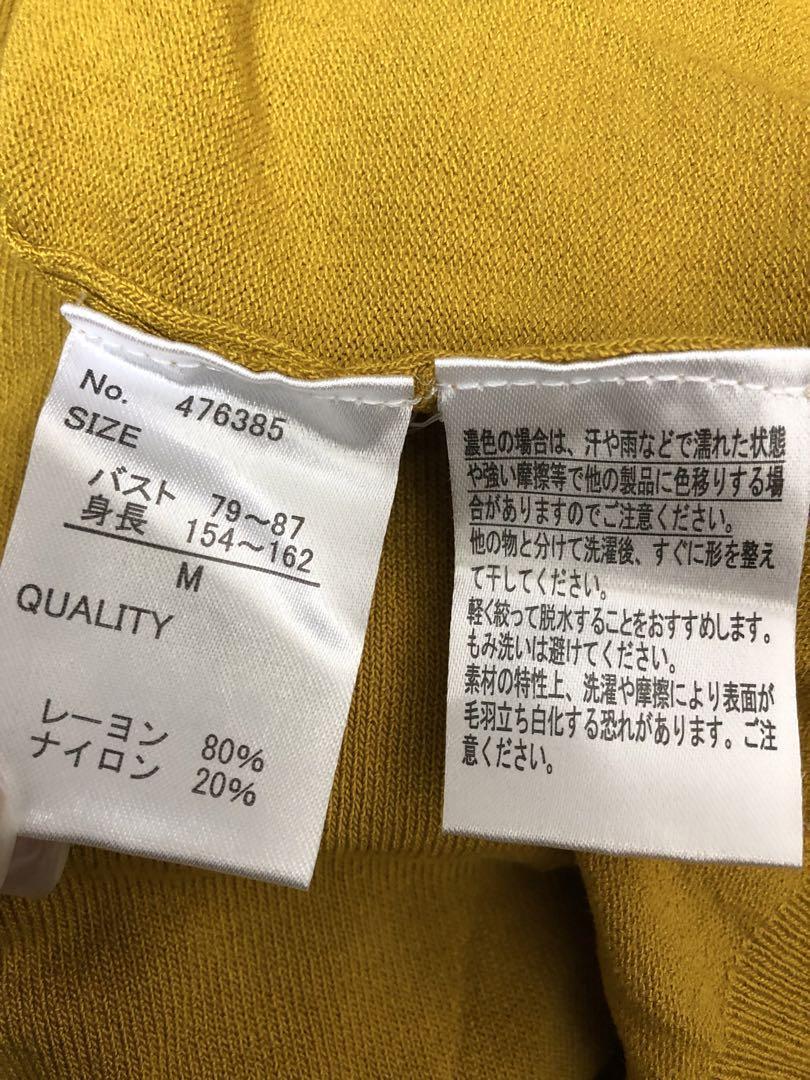 No. 476385
SIZE
バスト 79～87
身長 154～162
M
QUALITY
レーヨン 80%
ナイロン 20%
濃色の場合は、汗や雨などで濡れた状態
や強い摩擦等で他の製品に色移りする場
合がありますのでご注意ください。
他の物と分けて洗濯後、すぐに形を整え
て干してください。
軽く絞って脱水することをおすすめします。
もみ洗いは避けてください。
素材の特性上、洗濯や摩擦により表面が
毛羽立ち白化する恐れがあります。ご注
意ください。